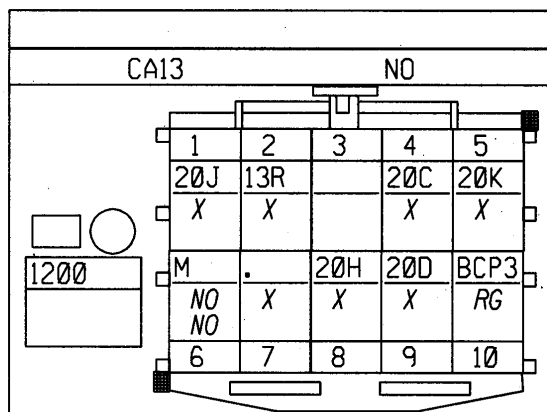 CA13 NO
1 2 3 4 5
20J 13R 20C 20K
X X X X
1200
M . 20H 20D BCP3
NO X X X RG
NO
6 7 8 9 10